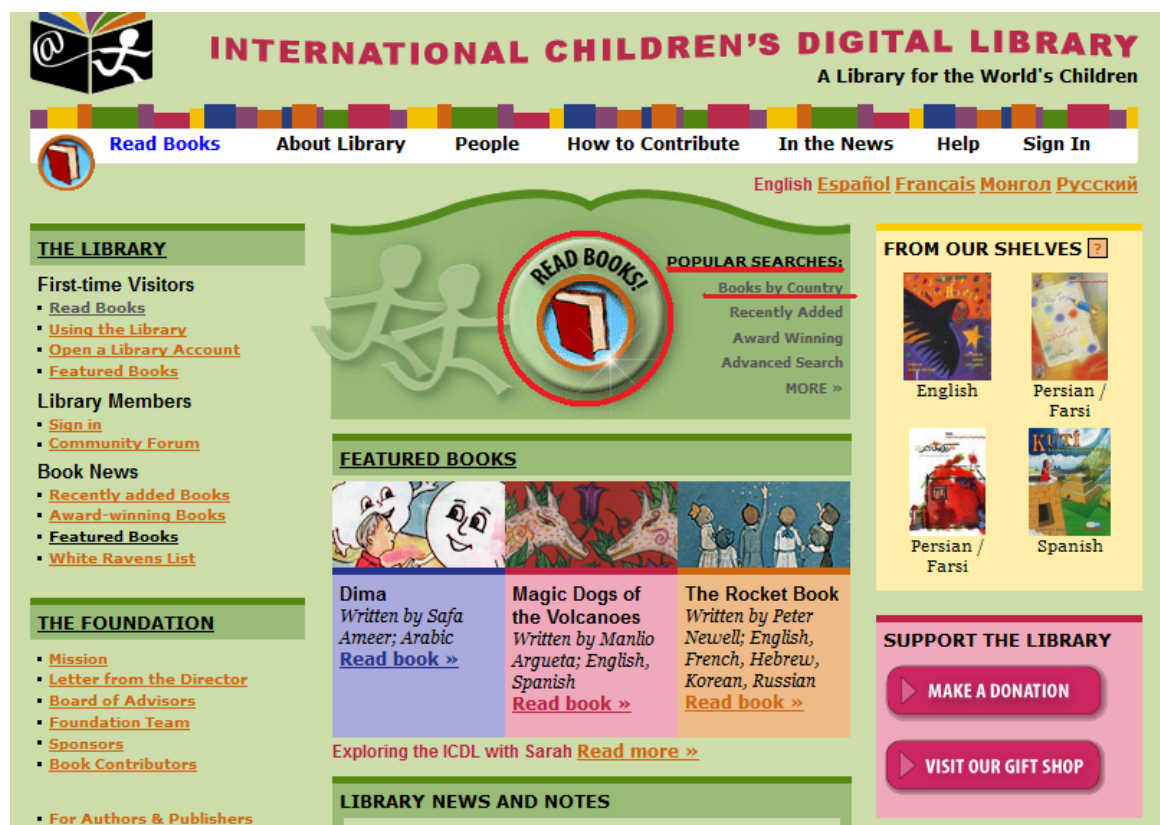 @
INTERNATIONAL CHILDREN'S DIGITAL LIBRARY
A Library for the World's Children
Read Books About Library People How to Contribute In the News Help Sign In
English Español Français Монгол Русский
THE LIBRARY
First-time Visitors
Read Books
Using the Library
Open a Library Account
Featured Books
Library Members
Sign in
Community Forum
Book News
Recently added Books
Award-winning Books
Featured Books
White Ravens List
THE FOUNDATION
Mission
Letter from the Director
Board of Advisors
Foundation Team
Sponsors
Book Contributors
For Authors & Publishers
READ BOOKS!
POPULAR SEARCHES:
Books by Country
Recently Added
Award Winning
Advanced Search
MORE »
FEATURED BOOKS
Dima
Written by Safa
Ameer; Arabic
Read book »
Magic Dogs of
the Volcanoes
Written by Manlio
Argueta; English,
Spanish
Read book »
The Rocket Book
Written by Peter
Newell; English,
French, Hebrew,
Korean, Russian
Read book »
Exploring the ICDL with Sarah Read more »
LIBRARY NEWS AND NOTES
FROM OUR SHELVES ?
English
Persian /
Farsi
Persian /
Farsi
KUTI
Spanish
SUPPORT THE LIBRARY
MAKE A DONATION
VISIT OUR GIFT SHOP